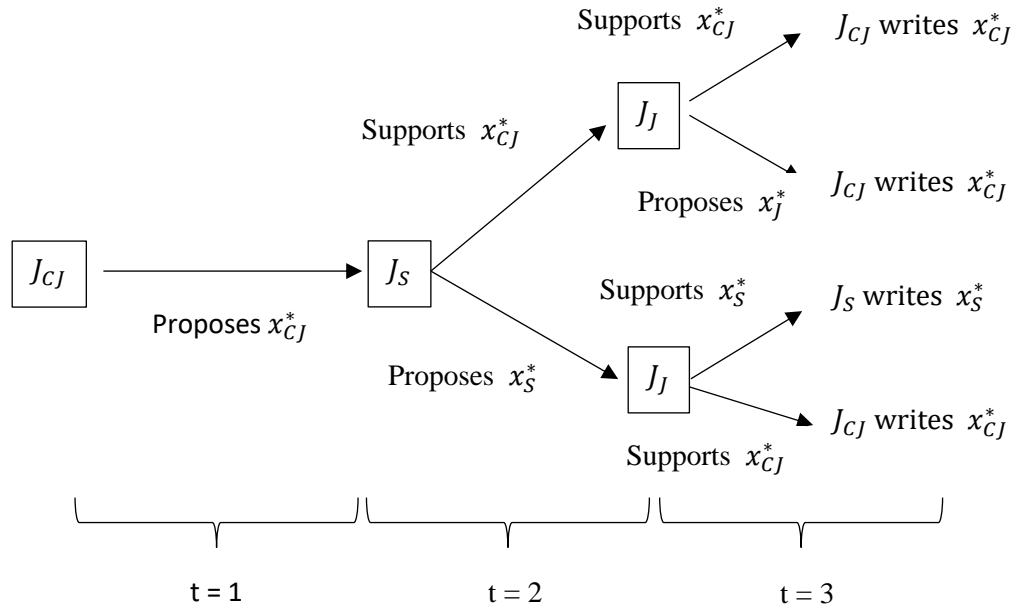 Supports x*_CJ
J_CJ writes x*_CJ
J_J
Supports x*_CJ
Proposes x*_J
J_CJ writes x*_CJ
J_CJ
J_S
Proposes x*_CJ
Supports x*_S
J_S writes x*_S
Proposes x*_S
J_J
J_CJ writes x*_CJ
Supports x*_CJ
t = 1
t = 2
t = 3